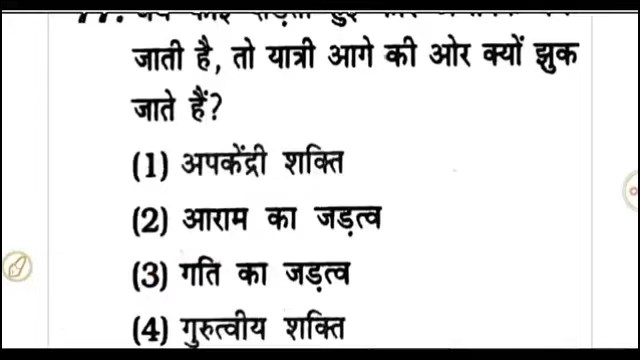 जाती है, तो यात्री आगे की ओर क्यों झुक
जाते हैं?
(1) अपकेंद्री शक्ति
(2) आराम का जड़त्व
(3) गति का जड़त्व
(4) गुरुत्वीय शक्ति